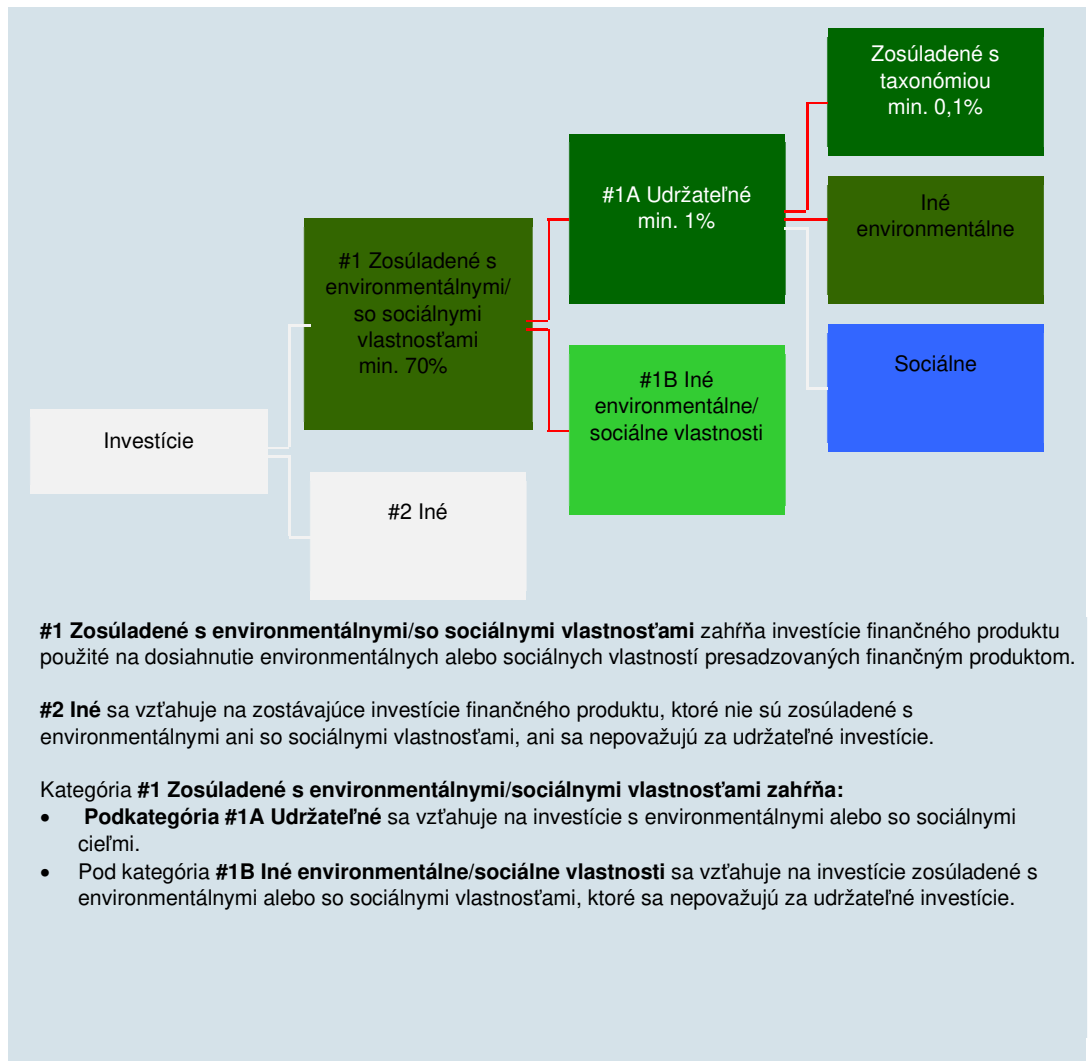 Zosúladené s
taxonómiou
min. 0,1%
#1A Udržateľné
min. 1%
Iné
environmentálne
#1 Zosúladené s
environmentálnymi/
so sociálnymi
vlastnosťami
min. 70%
Sociálne
#1B Iné
environmentálne/
sociálne vlastnosti
Investície
#2 Iné
#1 Zosúladené s environmentálnymi/so sociálnymi vlastnosťami zahŕňa investície finančného produktu
použité na dosiahnutie environmentálnych alebo sociálnych vlastností presadzovaných finančným produktom.
#2 Iné sa vzťahuje na zostávajúce investície finančného produktu, ktoré nie sú zosúladené s
environmentálnymi ani so sociálnymi vlastnosťami, ani sa nepovažujú za udržateľné investície.
Kategória #1 Zosúladené s environmentálnymi/sociálnymi vlastnosťami zahŕňa:
• Podkategória #1A Udržateľné sa vzťahuje na investície s environmentálnymi alebo so sociálnymi
cieľmi.
• Pod kategória #1B Iné environmentálne/sociálne vlastnosti sa vzťahuje na investície zosúladené s
environmentálnymi alebo so sociálnymi vlastnosťami, ktoré sa nepovažujú za udržateľné investície.